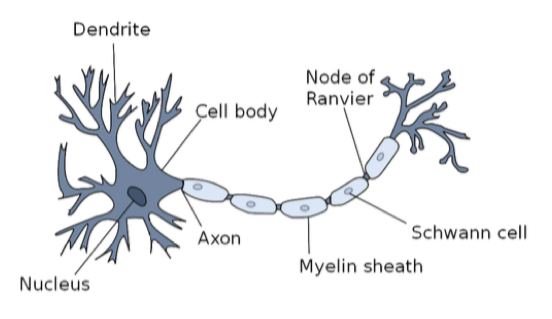 Dendrite
Node of
Ranvier
Cell body
Axon
Schwann cell
Myelin sheath
Nucleus